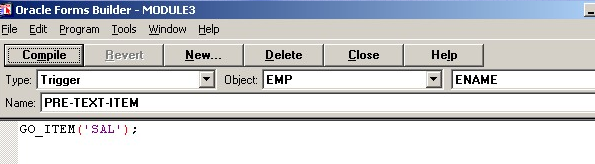 Oracle Forms Builder - MODULE3
File Edit Program Tools Window Help
Compile Revert New... Delete Close Help
Type: Trigger Object: EMP ENAME
Name: PRE-TEXT-ITEM
GO_ITEM('SAL');